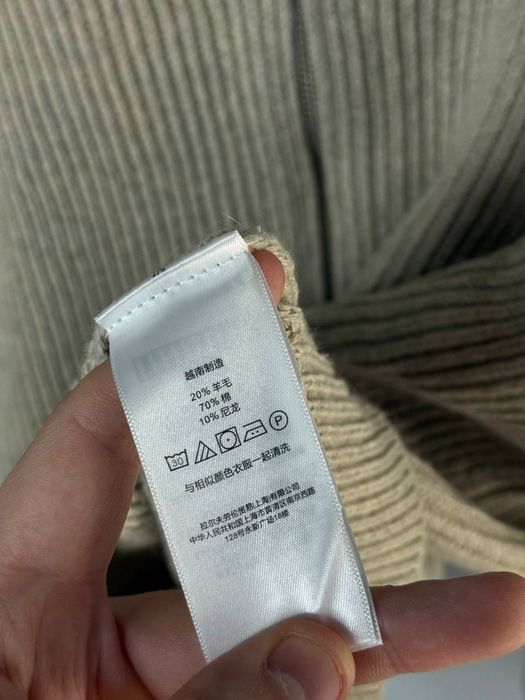 越南制造
20% 羊毛
70% 棉
10% 尼龙
30 P
与相似颜色衣服一起清洗
拉尔夫劳伦贸易(上海)有限公司
中华人民共和国上海市黄浦区南京西路
128号永新广场18楼